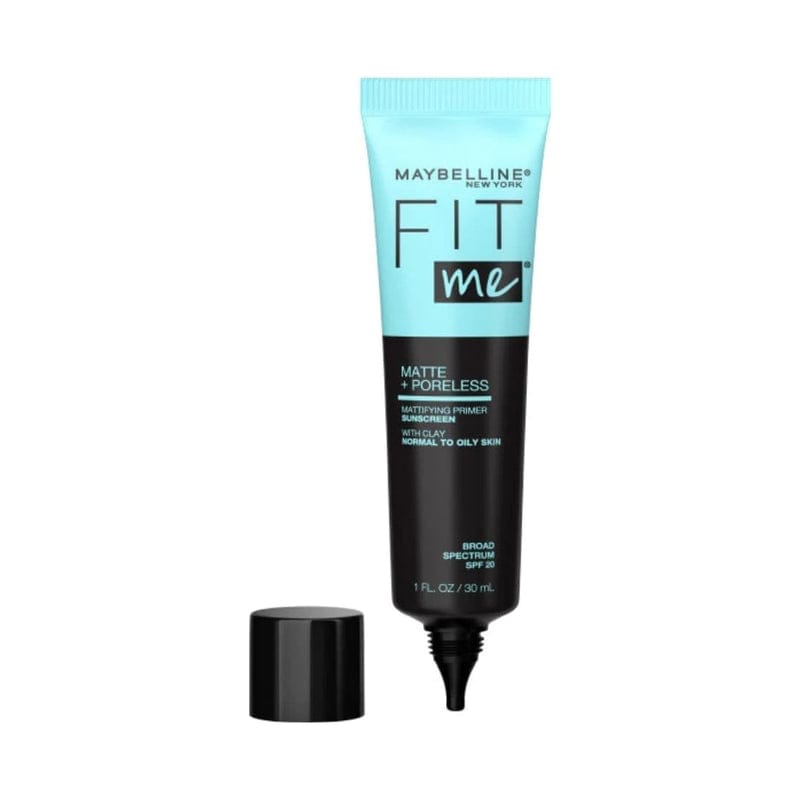 MAYBELLINE®
NEW YORK
FIT
me®
MATTE
+ PORELESS
MATTIFYING PRIMER
SUNSCREEN
WITH CLAY
NORMAL TO OILY SKIN
BROAD
SPECTRUM
SPF 20
1 FL. OZ / 30 mL